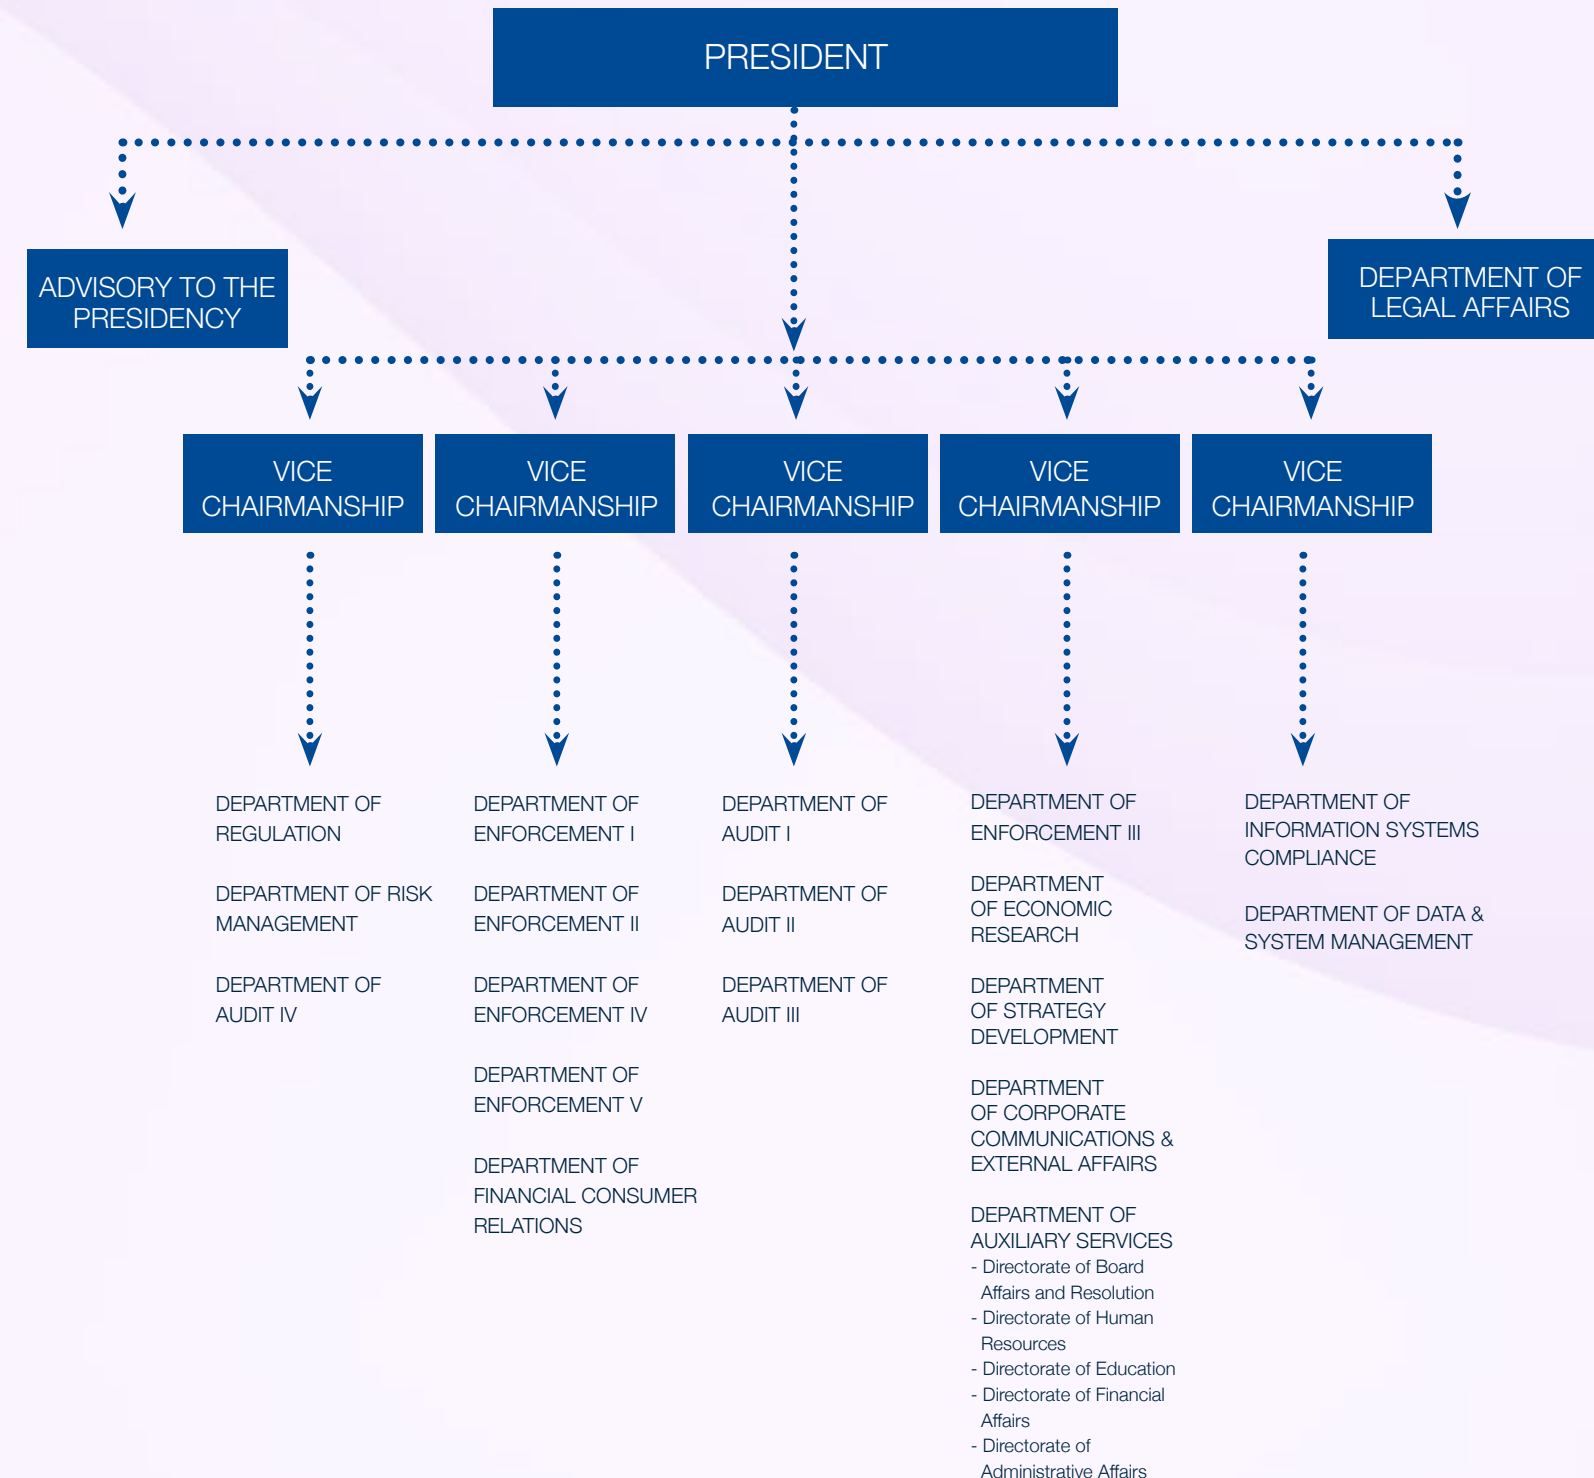 PRESIDENT
ADVISORY TO THE
PRESIDENCY
DEPARTMENT OF
LEGAL AFFAIRS
VICE
CHAIRMANSHIP
VICE
CHAIRMANSHIP
VICE
CHAIRMANSHIP
VICE
CHAIRMANSHIP
VICE
CHAIRMANSHIP
DEPARTMENT OF
REGULATION
DEPARTMENT OF RISK
MANAGEMENT
DEPARTMENT OF
AUDIT IV
DEPARTMENT OF
ENFORCEMENT I
DEPARTMENT OF
ENFORCEMENT II
DEPARTMENT OF
ENFORCEMENT IV
DEPARTMENT OF
ENFORCEMENT V
DEPARTMENT OF
FINANCIAL CONSUMER
RELATIONS
DEPARTMENT OF
AUDIT I
DEPARTMENT OF
AUDIT II
DEPARTMENT OF
AUDIT III
DEPARTMENT OF
ENFORCEMENT III
DEPARTMENT
OF ECONOMIC
RESEARCH
DEPARTMENT
OF STRATEGY
DEVELOPMENT
DEPARTMENT
OF CORPORATE
COMMUNICATIONS &
EXTERNAL AFFAIRS
DEPARTMENT OF
AUXILIARY SERVICES
- Directorate of Board
Affairs and Resolution
- Directorate of Human
Resources
- Directorate of Education
- Directorate of Financial
Affairs
- Directorate of
Administrative Affairs
DEPARTMENT OF
INFORMATION SYSTEMS
COMPLIANCE
DEPARTMENT OF DATA &
SYSTEM MANAGEMENT